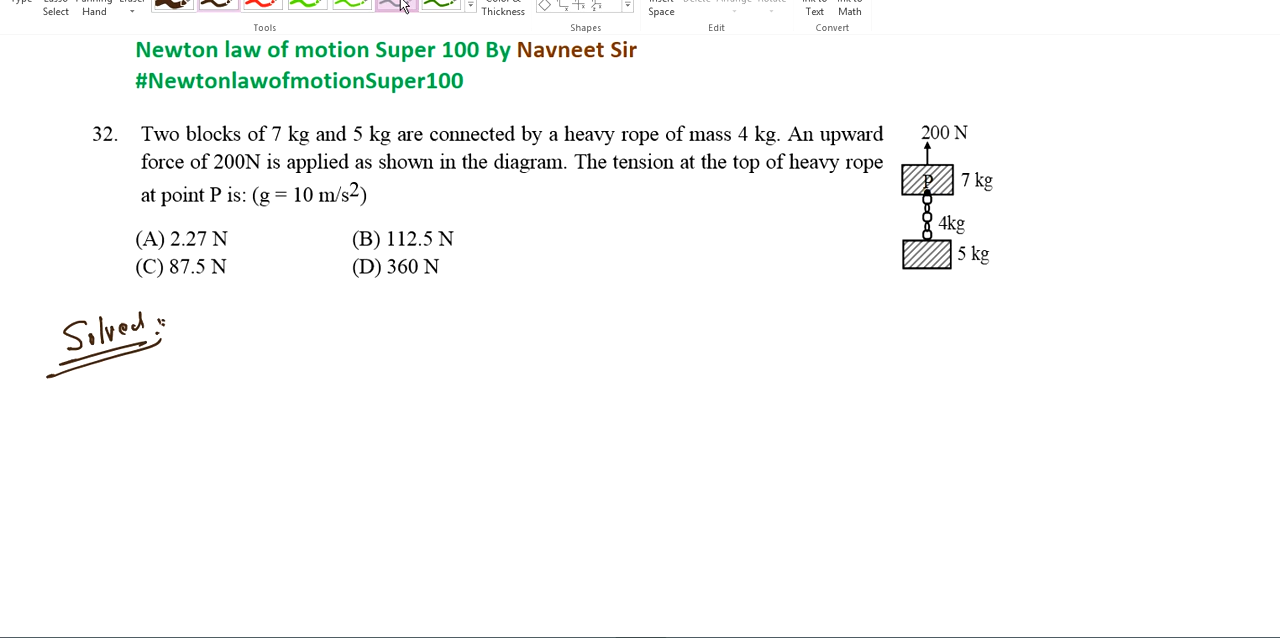 Select Hand Thickness Space Text Math
Tools Shapes Edit Convert
Newton law of motion Super 100 By Navneet Sir
#NewtonlawofmotionSuper100
32. Two blocks of 7 kg and 5 kg are connected by a heavy rope of mass 4 kg. An upward
force of 200N is applied as shown in the diagram. The tension at the top of heavy rope
at point P is: (g = 10 m/s²)
(A) 2.27 N (B) 112.5 N
(C) 87.5 N (D) 360 N
200 N
P 7 kg
4kg
5 kg
Solved :